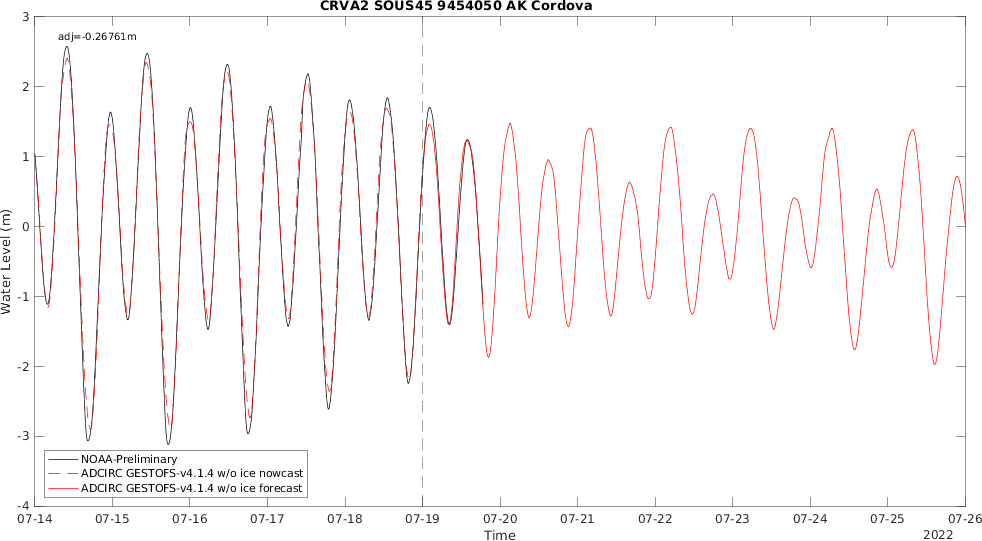 CRVA2 SOUS45 9454050 AK Cordova
adj=-0.26761m
3
2
1
0
-1
-2
-3
-4
Water Level (m)
NOAA-Preliminary
ADCIRC GESTOFS-v4.1.4 w/o ice nowcast
ADCIRC GESTOFS-v4.1.4 w/o ice forecast
07-14 07-15 07-16 07-17 07-18 07-19 07-20 07-21 07-22 07-23 07-24 07-25 07-26
Time
2022